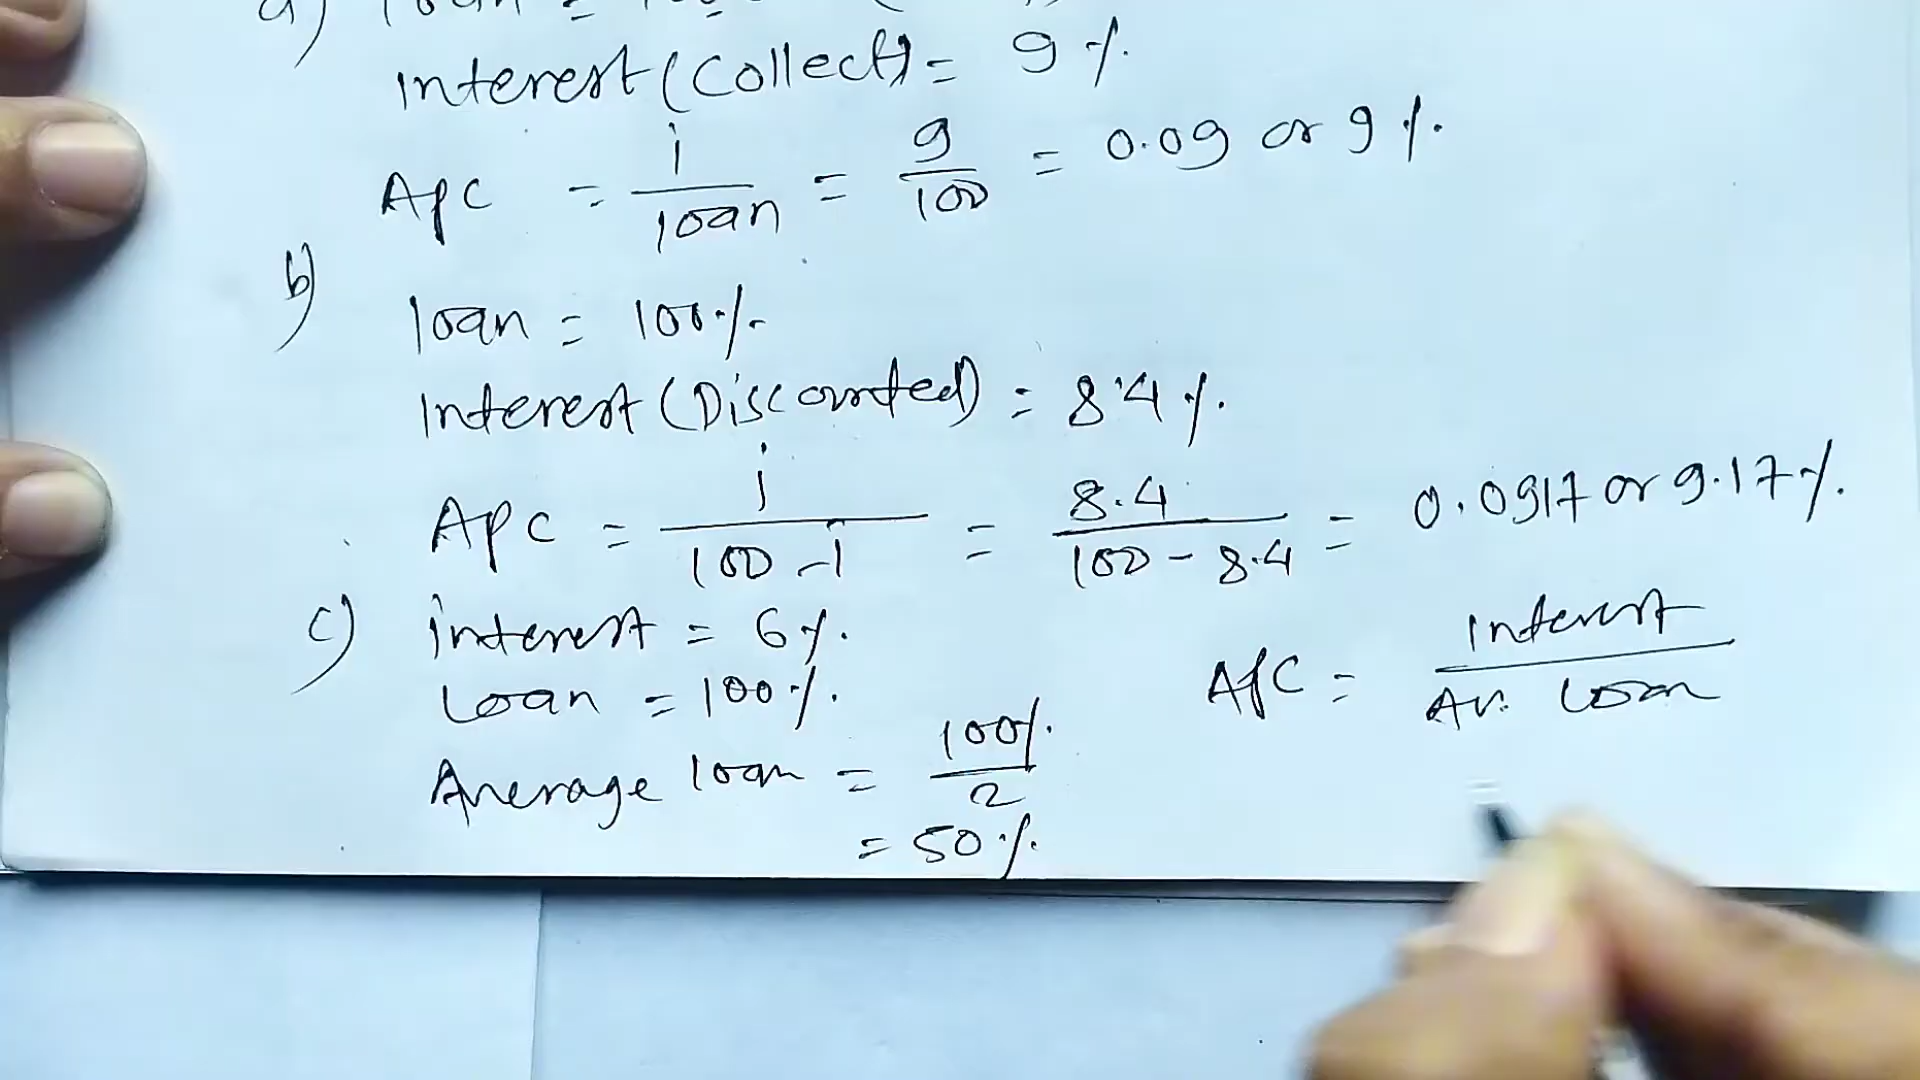 a) loan =
Interest (Collect) = 9%
APC = i / loan = 9 / 100 = 0.09 or 9%
b)
loan = 100%
Interest (Discounted) = 8.4%
APC = i / 100 - i = 8.4 / 100 - 8.4 = 0.0917 or 9.17%
c) interest = 6%
Loan = 100%
Average loan = 100% / 2
= 50%
APC = Interest / Av. Loan